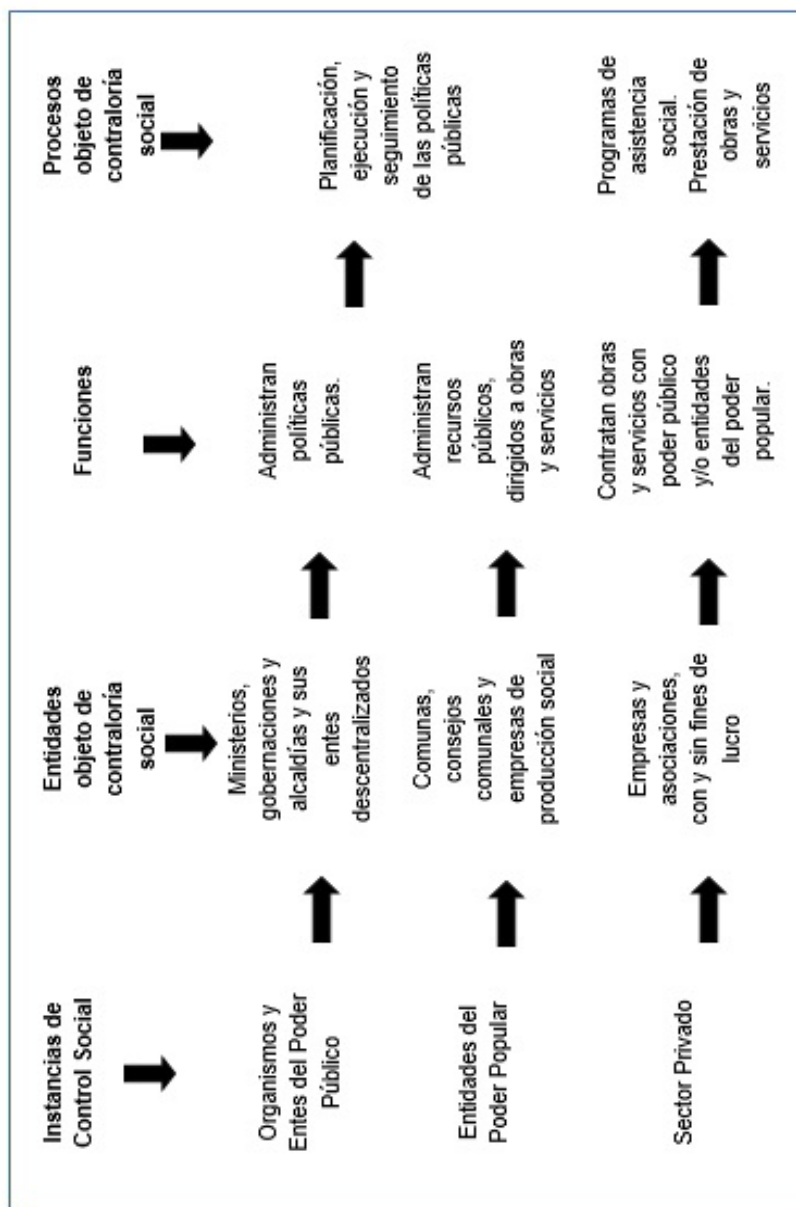 Instancias de
Control Social
Entidades
objeto de
contraloría
social
Funciones
Procesos
objeto de
contraloría
social
Organismos y
Entes del Poder
Público
Ministerios,
gobernaciones y
alcaldías y sus
entes
descentralizados
Administran
políticas
públicas.
Planificación,
ejecución y
seguimiento
de las políticas
públicas
Entidades del
Poder Popular
Comunas,
consejos
comunales y
empresas de
producción social
Administran
recursos
públicos,
dirigidos a obras
y servicios
Sector Privado
Empresas y
asociaciones,
con y sin fines de
lucro
Contratan obras
y servicios con
poder público
y/o entidades
del poder
popular.
Programas de
asistencia
social.
Prestación de
obras y
servicios